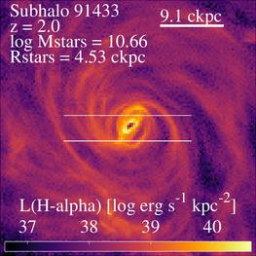 Subhalo 91433
9.1 ckpc
z = 2.0
log Mstars = 10.66
Rstars = 4.53 ckpc
L(H-alpha) [log erg s⁻¹ kpc⁻²]
37 38 39 40